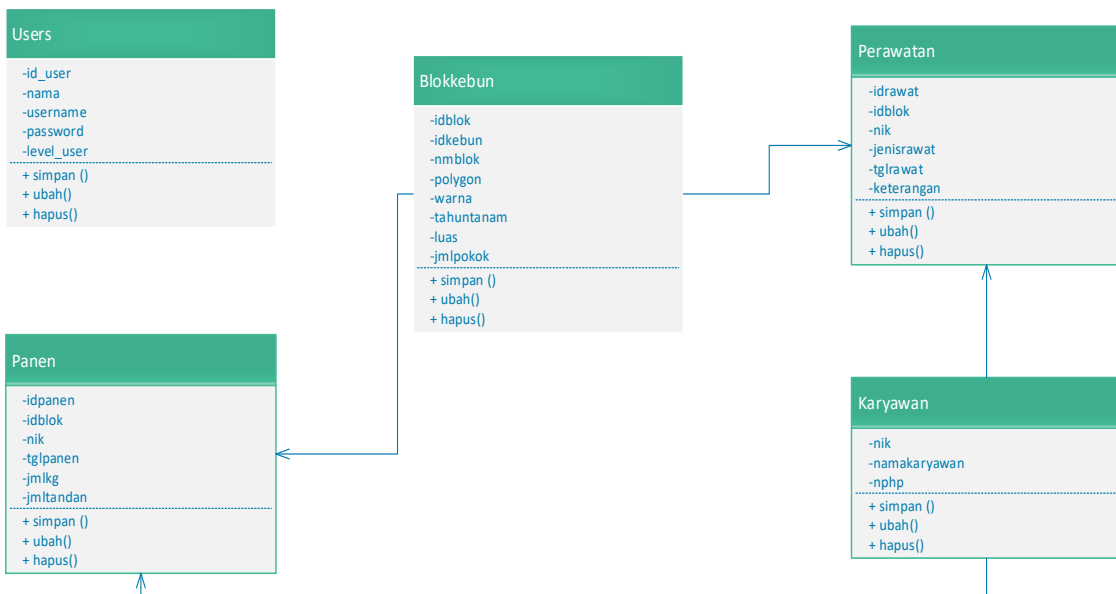 Users
-id_user
-nama
-username
-password
-level_user
+ simpan ()
+ ubah()
+ hapus()
Blokkebun
-idblok
-idkebun
-nmblok
-polygon
-warna
-tahuntanam
-luas
-jmlpokok
+ simpan ()
+ ubah()
+ hapus()
Perawatan
-idrawat
-idblok
-nik
-jenisrawat
-tglrawat
-keterangan
+ simpan ()
+ ubah()
+ hapus()
Panen
-idpanen
-idblok
-nik
-tglpanen
-jmlkg
-jmltandan
+ simpan ()
+ ubah()
+ hapus()
Karyawan
-nik
-namakaryawan
-nphp
+ simpan ()
+ ubah()
+ hapus()